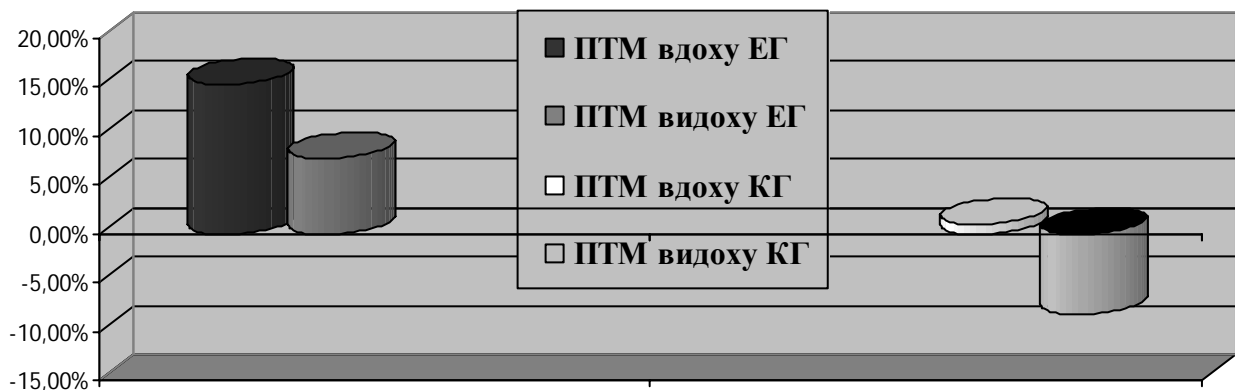 20,00%
15,00%
10,00%
5,00%
0,00%
-5,00%
-10,00%
-15,00%
ПТМ вдоху ЕГ
ПТМ видоху ЕГ
ПТМ вдоху КГ
ПТМ видоху КГ